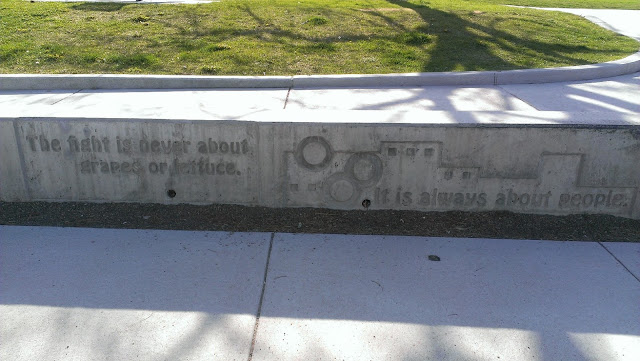 The fight is never about
grapes or lettuce.
It is always about people.